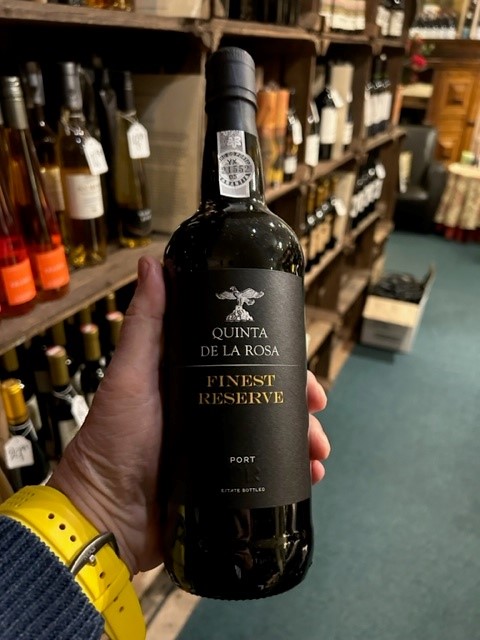 QUINTA
DE LA ROSA
FINEST
RESERVE
PORT
ESTATE BOTTLED